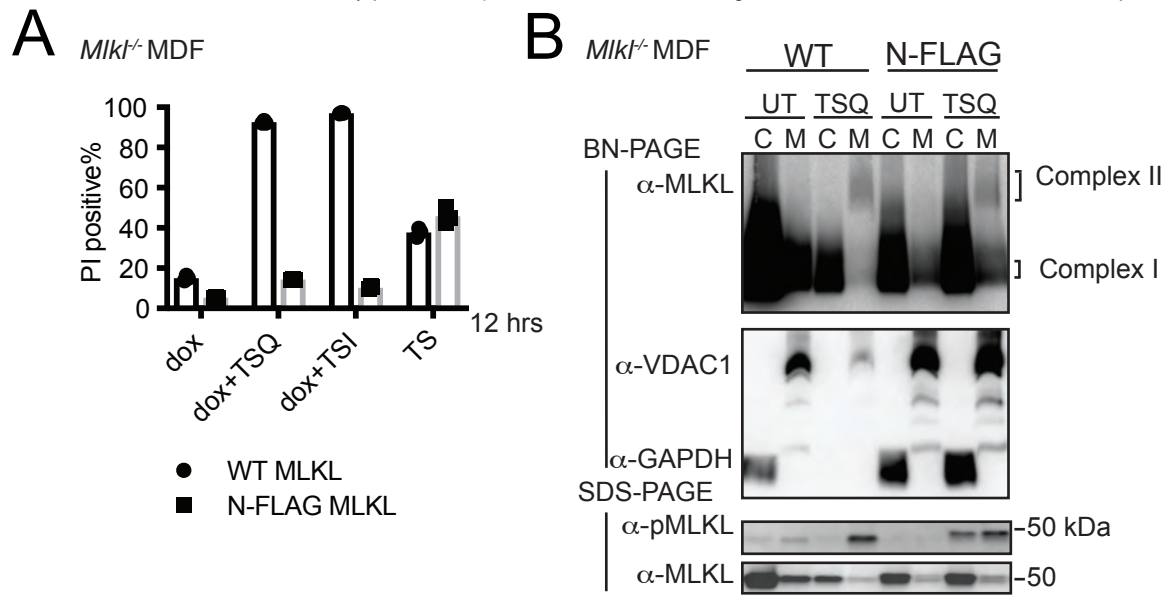 A
Mlkl-/- MDF
PI positive%
100
80
60
40
20
0
dox
dox+TSQ
dox+TSI
TS
12 hrs
WT MLKL
N-FLAG MLKL
B
Mlkl-/- MDF
WT N-FLAG
UT TSQ UT TSQ
C M C M C M C M
BN-PAGE
α-MLKL
Complex II
Complex I
α-VDAC1
α-GAPDH
SDS-PAGE
α-pMLKL
-50 kDa
α-MLKL
-50